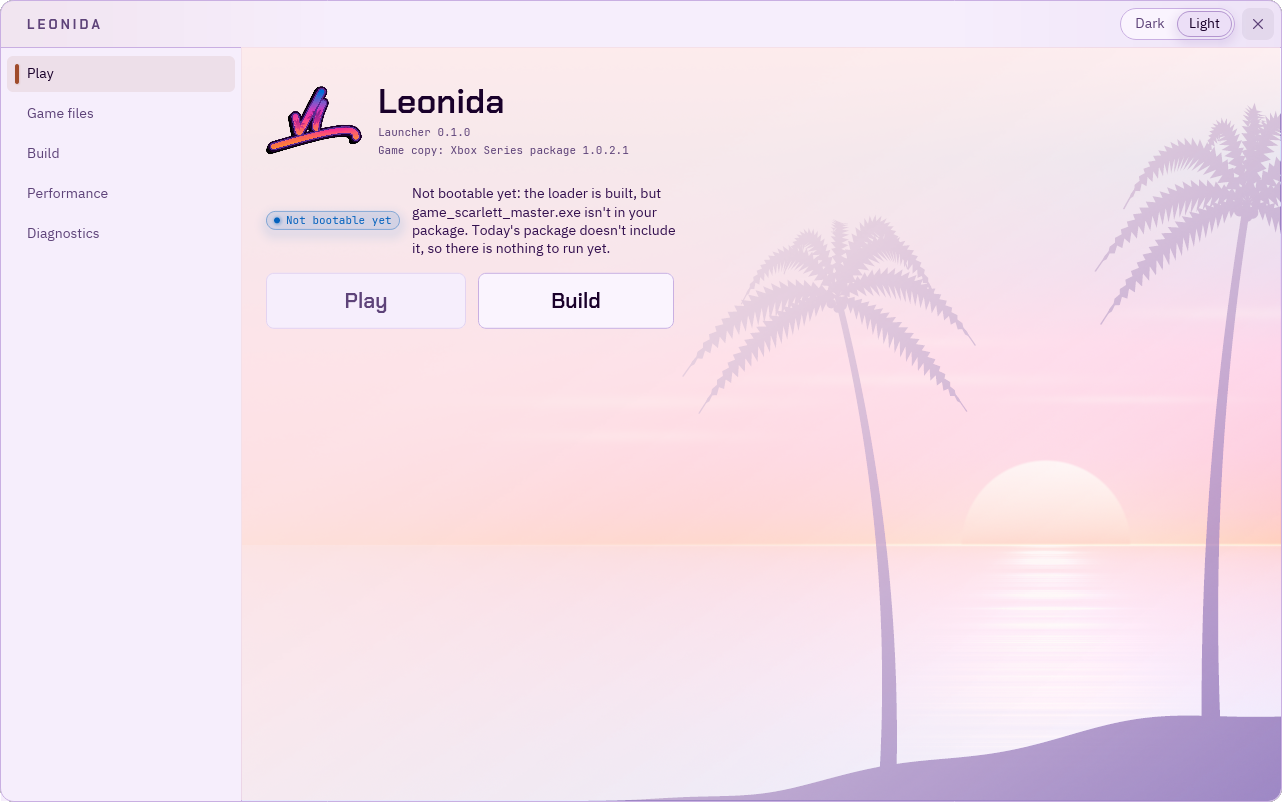 LEONIDA
Dark
Light
Play
Game files
Build
Performance
Diagnostics
VI
Leonida
Launcher 0.1.0
Game copy: Xbox Series package 1.0.2.1
Not bootable yet
Not bootable yet: the loader is built, but
game_scarlett_master.exe isn't in your
package. Today's package doesn't include
it, so there is nothing to run yet.
Play
Build